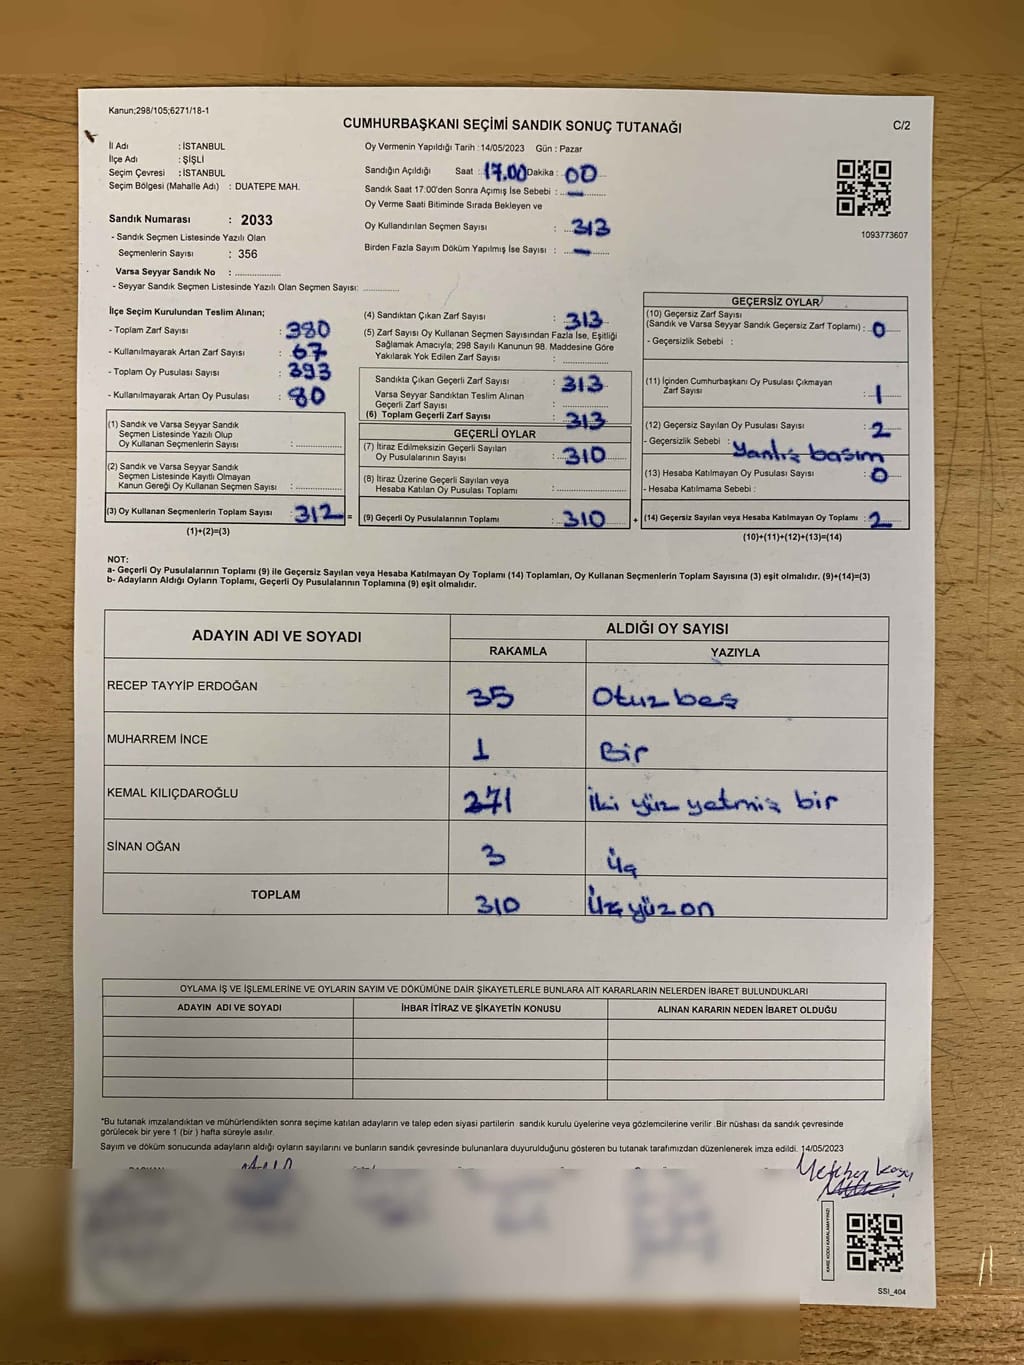 Kanun;298/105;6271/18-1
CUMHURBAŞKANI SEÇİMİ SANDIK SONUÇ TUTANAĞI
C/2
İl Adı : İSTANBUL
İlçe Adı : ŞİŞLİ
Seçim Çevresi : İSTANBUL
Seçim Bölgesi (Mahalle Adı) : DUATEPE MAH.
Sandık Numarası : 2033
- Sandık Seçmen Listesinde Yazılı Olan
Seçmenlerin Sayısı : 356
Varsa Seyyar Sandık No : ....................
- Seyyar Sandık Seçmen Listesinde Yazılı Olan Seçmen Sayısı: ................
Oy Vermenin Yapıldığı Tarih : 14/05/2023 Gün : Pazar
Sandığın Açıldığı Saat : 17.00 Dakika : 00
Sandık Saat 17.00'den Sonra Açımış İse Sebebi : —
Oy Verme Saati Bitiminde Sırada Bekleyen ve
Oy Kullandırılan Seçmen Sayısı : 313
Birden Fazla Sayım Döküm Yapılmış İse Sayısı : —
1093773607
İlçe Seçim Kurulundan Teslim Alınan;
- Toplam Zarf Sayısı : 380
- Kullanılmayarak Artan Zarf Sayısı : 67
- Toplam Oy Pusulası Sayısı : 393
- Kullanılmayarak Artan Oy Pusulası : 80
(1) Sandık ve Varsa Seyyar Sandık
Seçmen Listesinde Yazılı Olup
Oy Kullanan Seçmenlerin Sayısı : ....................
(2) Sandık ve Varsa Seyyar Sandık
Seçmen Listesinde Kayıtlı Olmayan
Kanun Gereği Oy Kullanan Seçmen Sayısı : ....................
(3) Oy Kullanan Seçmenlerin Toplam Sayısı : 312 =
(1)+(2)=(3)
(4) Sandıktan Çıkan Zarf Sayısı : 313
(5) Zarf Sayısı Oy Kullanan Seçmen Sayısından Fazla İse, Eşitliği
Sağlamak Amacıyla; 298 Sayılı Kanunun 98. Maddesine Göre
Yakılarak Yok Edilen Zarf Sayısı : ....................
Sandıkta Çıkan Geçerli Zarf Sayısı : 313
Varsa Seyyar Sandıktan Teslim Alınan
Geçerli Zarf Sayısı : ....................
(6) Toplam Geçerli Zarf Sayısı : 313
GEÇERLİ OYLAR
(7) İtiraz Edilmeksizin Geçerli Sayılan
Oy Pusulalarının Sayısı : 310
(8) İtiraz Üzerine Geçerli Sayılan veya
Hesaba Katılan Oy Pusulası Toplamı : ....................
(9) Geçerli Oy Pusulalarının Toplamı : 310 +
GEÇERSİZ OYLAR
(10) Geçersiz Zarf Sayısı
(Sandık ve Varsa Seyyar Sandık Geçersiz Zarf Toplamı) : 0
- Geçersizlik Sebebi :
(11) İçinden Cumhurbaşkanı Oy Pusulası Çıkmayan
Zarf Sayısı : 1
(12) Geçersiz Sayılan Oy Pusulası Sayısı : 2
- Geçersizlik Sebebi : Yanlış basım
(13) Hesaba Katılmayan Oy Pusulası Sayısı : 0
- Hesaba Katılmama Sebebi :
(14) Geçersiz Sayılan veya Hesaba Katılmayan Oy Toplamı : 2
(10)+(11)+(12)+(13)=(14)
NOT:
a- Geçerli Oy Pusulalarının Toplamı (9) ile Geçersiz Sayılan veya Hesaba Katılmayan Oy Toplamı (14) Toplamları, Oy Kullanan Seçmenlerin Toplam Sayısına (3) eşit olmalıdır. (9)+(14)=(3)
b- Adayların Aldığı Oyların Toplamı, Geçerli Oy Pusulalarının Toplamına (9) eşit olmalıdır.
ADAYIN ADI VE SOYADI ALDIĞI OY SAYISI
RAKAMLA YAZIYLA
RECEP TAYYİP ERDOĞAN 35 Otuz beş
MUHARREM İNCE 1 Bir
KEMAL KILIÇDAROĞLU 271 İki yüz yetmiş bir
SİNAN OĞAN 3 Üç
TOPLAM 310 Üç yüz on
OYLAMA İŞ VE İŞLEMLERİNE VE OYLARIN SAYIM VE DÖKÜMÜNE DAİR ŞİKAYETLERLE BUNLARA AİT KARARLARIN NELERDEN İBARET BULUNDUKLARI
ADAYIN ADI VE SOYADI İHBAR İTİRAZ VE ŞİKAYETİN KONUSU ALINAN KARARIN NEDEN İBARET OLDUĞU
*Bu tutanak imzalandıktan ve mühürlendikten sonra seçime katılan adayların ve talep eden siyasi partilerin sandık kurulu üyelerine veya gözlemcilerine verilir .Bir nüshası da sandık çevresinde
görülecek bir yere 1 (bir ) hafta süreyle asılır.
Sayım ve döküm sonucunda adayların aldığı oyların sayılarını ve bunların sandık çevresinde bulunanlara duyurulduğunu gösteren bu tutanak tarafımızdan düzenlenerek imza edildi. 14/05/2023
KARE KODU KARALAMAYINIZ!
SSI_404